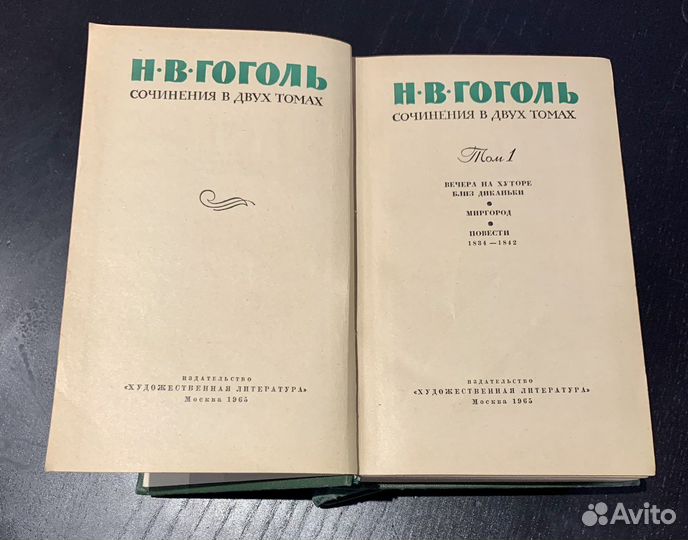 Н·В·ГОГОЛЬ
СОЧИНЕНИЯ В ДВУХ ТОМАХ
ИЗДАТЕЛЬСТВО
«ХУДОЖЕСТВЕННАЯ ЛИТЕРАТУРА»
Москва 1965
Н·В·ГОГОЛЬ
СОЧИНЕНИЯ В ДВУХ ТОМАХ
Том 1
ВЕЧЕРА НА ХУТОРЕ
БЛИЗ ДИКАНЬКИ
•
МИРГОРОД
•
ПОВЕСТИ
1834—1842
ИЗДАТЕЛЬСТВО
«ХУДОЖЕСТВЕННАЯ ЛИТЕРАТУРА»
Москва 1965
Avito